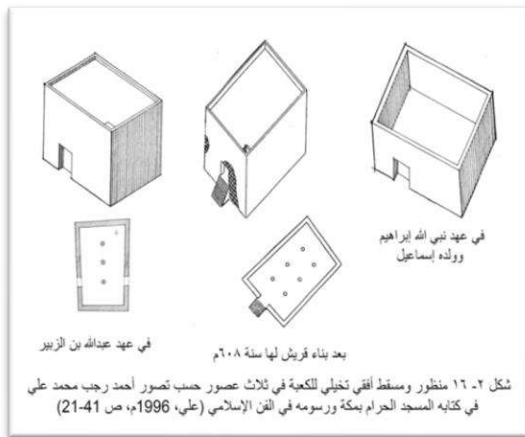 في عهد نبي الله إبراهيم
وولده إسماعيل
بعد بناء قريش لها سنة ٦٠٨م
في عهد عبدالله بن الزبير
شكل ٢- ١٦ منظور ومسقط أفقي تخيلي للكعبة في ثلاث عصور حسب تصور أحمد رجب محمد علي
في كتابه المسجد الحرام بمكة ورسومه في الفن الإسلامي (علي، 1996م، ص 41-21)